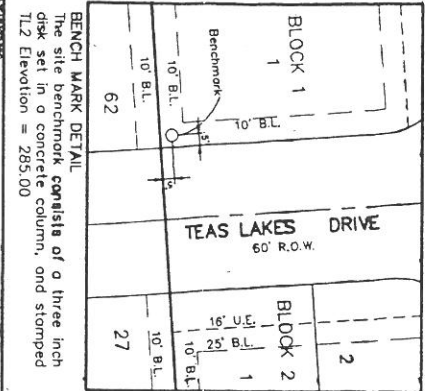 BLOCK 1
1
Benchmark
10' B.L.
5'
5'
10' B.L.
10' B.L.
62
TEAS LAKES DRIVE
60' R.O.W.
16' U.E.
25' B.L.
BLOCK 2
1
2
10' B.L.
10' B.L.
27
BENCH MARK DETAIL
The site benchmark consists of a three inch
disk set in a concrete column, and stamped
TL2 Elevation = 285.00